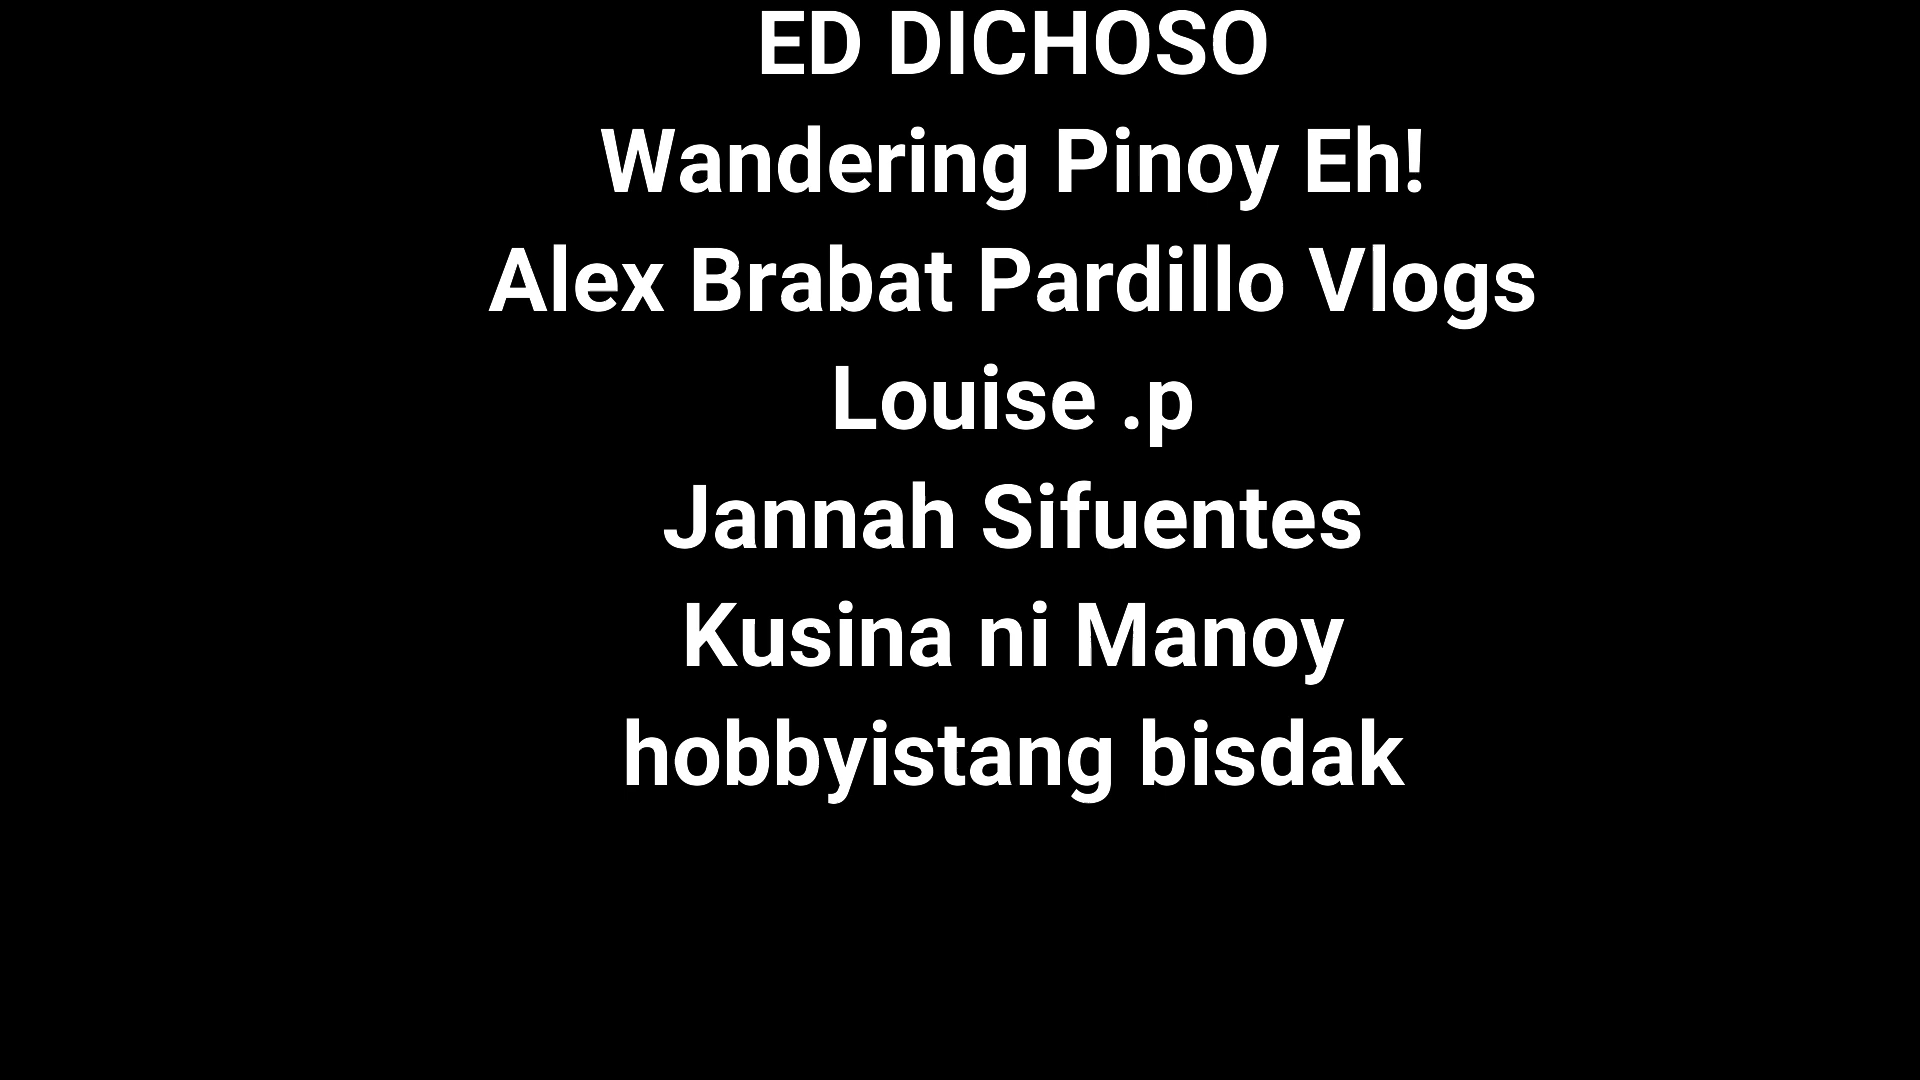 ED DICHOSO
Wandering Pinoy Eh!
Alex Brabat Pardillo Vlogs
Louise .p
Jannah Sifuentes
Kusina ni Manoy
hobbyistang bisdak